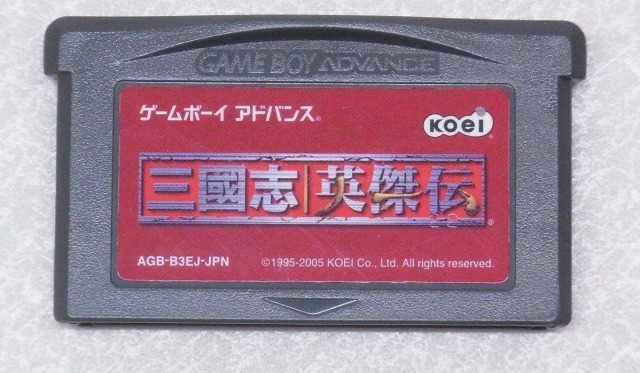 GAME BOY ADVANCE
ゲームボーイ アドバンス®
KOEI®
三國志 英傑伝®
AGB-B3EJ-JPN
©1995-2005 KOEI Co., Ltd. All rights reserved.